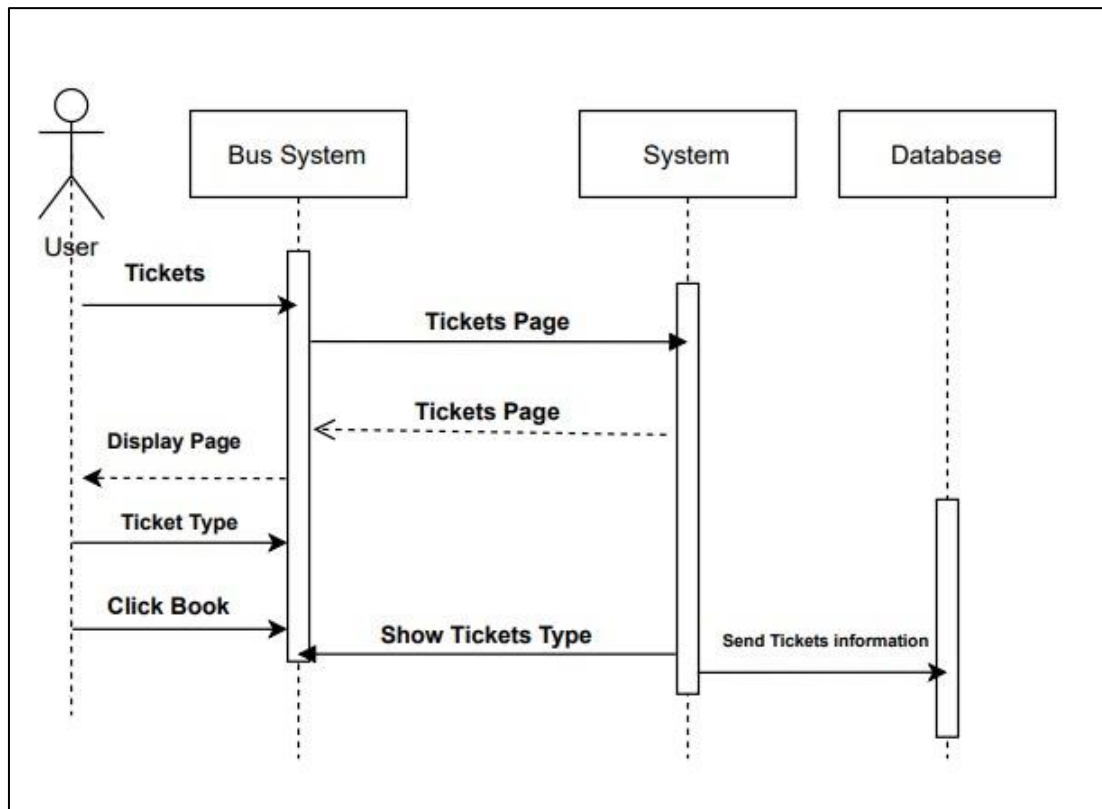 Bus System
System
Database
User
Tickets
Tickets Page
Tickets Page
Display Page
Ticket Type
Click Book
Show Tickets Type
Send Tickets information